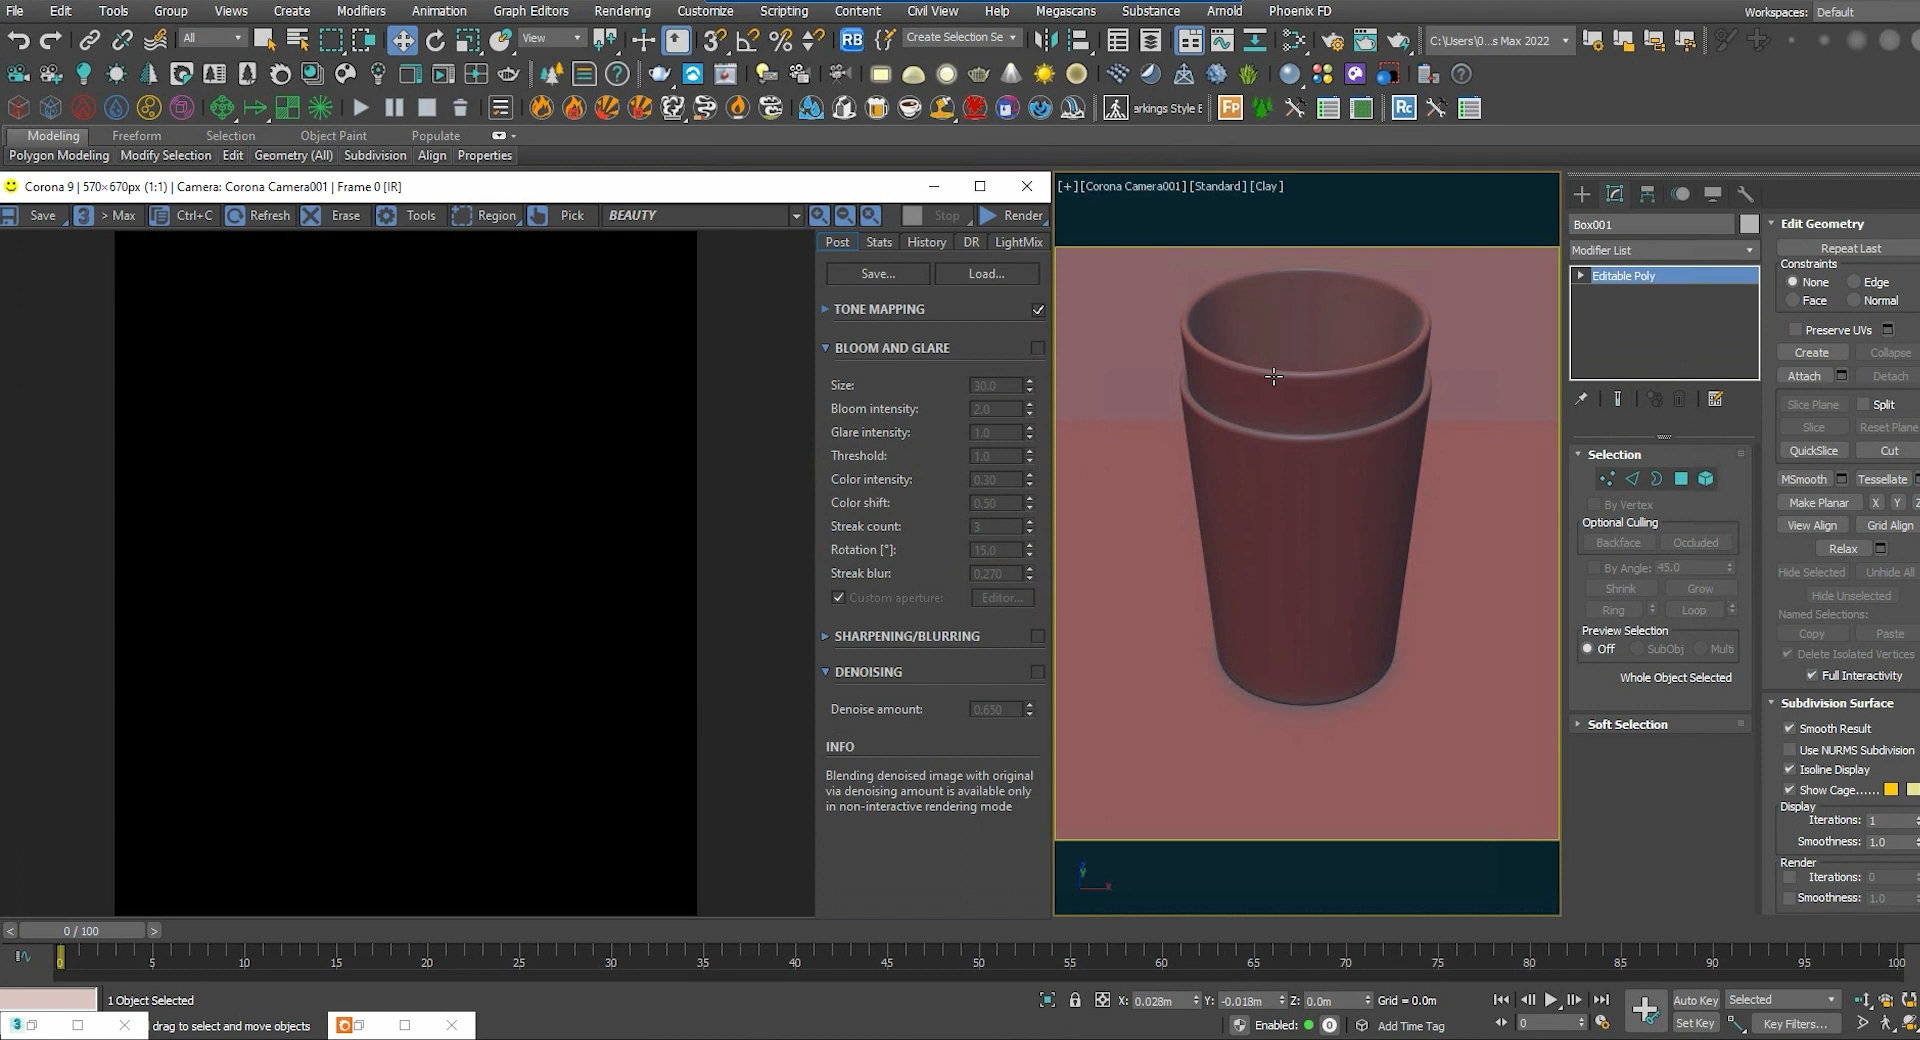 File Edit Tools Group Views Create Modifiers Animation Graph Editors Rendering Customize Scripting Content Civil View Help Megascans Substance Arnold Phoenix FD Workspaces: Default
All View Create Selection Se C:\Users\0...s Max 2022
arkings Style E Fp Rc
Modeling Freeform Selection Object Paint Populate
Polygon Modeling Modify Selection Edit Geometry (All) Subdivision Align Properties
Corona 9 | 570×670px (1:1) | Camera: Corona Camera001 | Frame 0 [IR]
Save > Max Ctrl+C Refresh Erase Tools Region Pick BEAUTY Stop Render
Post Stats History DR LightMix
Save... Load...
TONE MAPPING
BLOOM AND GLARE
Size: 30.0
Bloom intensity: 2.0
Glare intensity: 1.0
Threshold: 1.0
Color intensity: 0.30
Color shift: 0.50
Streak count: 3
Rotation [°]: 15.0
Streak blur: 0.270
Custom aperture: Editor...
SHARPENING/BLURRING
DENOISING
Denoise amount: 0.650
INFO
Blending denoised image with original
via denoising amount is available only
in non-interactive rendering mode
[+] [Corona Camera001] [Standard] [Clay]
Box001
Modifier List
Editable Poly
Selection
By Vertex
Optional Culling
Backface Occluded
By Angle: 45.0
Shrink Grow
Ring Loop
Preview Selection
Off SubObj Multi
Whole Object Selected
Soft Selection
Edit Geometry
Repeat Last
Constraints
None Edge
Face Normal
Preserve UVs
Create Collapse
Attach Detach
Slice Plane Split
Slice Reset Plane
QuickSlice Cut
MSmooth Tessellate
Make Planar X Y Z
View Align Grid Align
Relax
Hide Selected Unhide All
Hide Unselected
Named Selections:
Copy Paste
Delete Isolated Vertices
Full Interactivity
Subdivision Surface
Smooth Result
Use NURMS Subdivision
Isoline Display
Show Cage......
Display
Iterations: 1
Smoothness: 1.0
Render
Iterations: 0
Smoothness: 1.0
< 0 / 100 >
0 5 10 15 20 25 30 35 40 45 50 55 60 65 70 75 80 85 90 95 100
1 Object Selected X: 0.028m Y: -0.018m Z: 0.0m Grid = 0.0m Auto Key Selected
drag to select and move objects Enabled: 0 Add Time Tag 0 Set Key Key Filters...